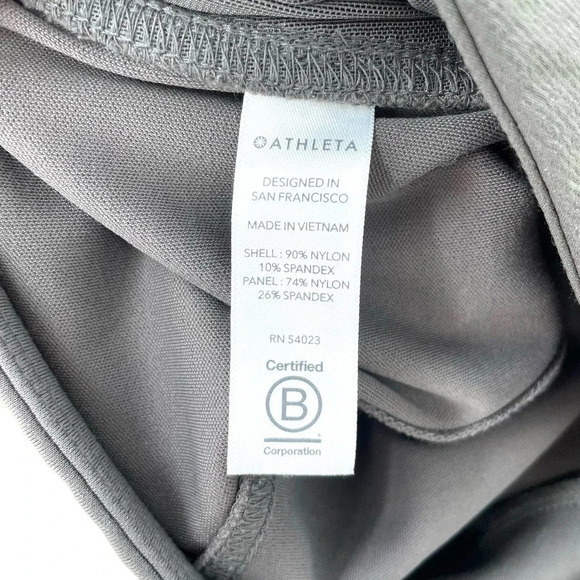 ATHLETA
DESIGNED IN
SAN FRANCISCO
MADE IN VIETNAM
SHELL : 90% NYLON
10% SPANDEX
PANEL : 74% NYLON
26% SPANDEX
RN 54023
Certified
B
Corporation